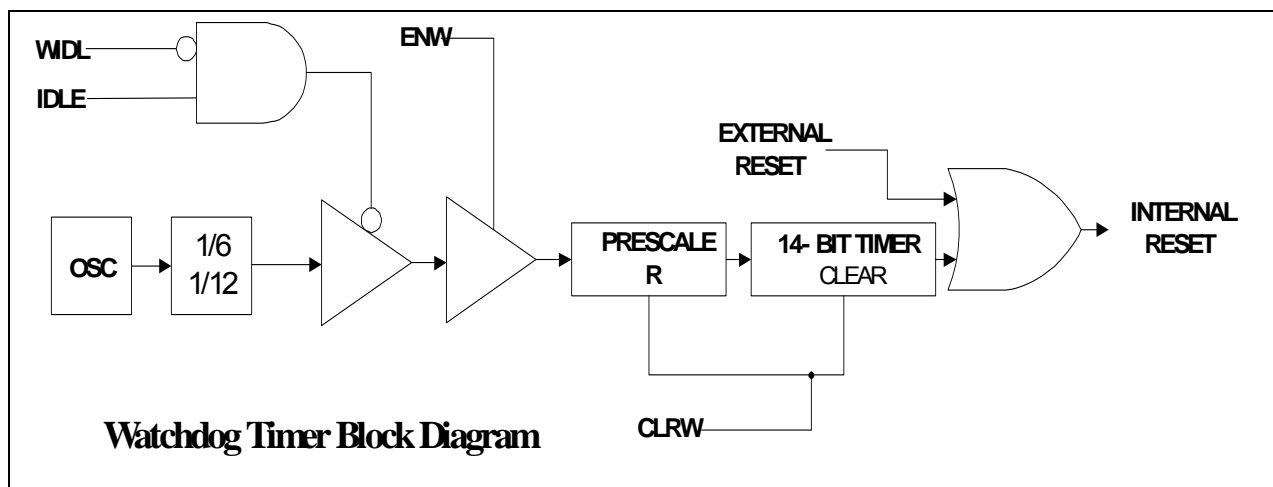 WIDL
IDLE
ENW
EXTERNAL
RESET
OSC
1/6
1/12
PRESCALE
R
14- BIT TIMER
CLEAR
INTERNAL
RESET
CLRW
Watchdog Timer Block Diagram